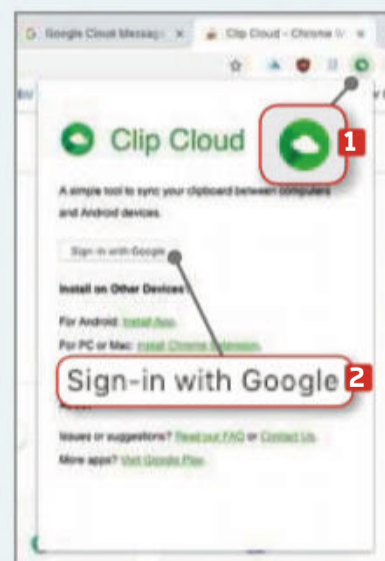 Google Cloud Messag
Clip Cloud - Chrome W
Clip Cloud
1
A simple tool to sync your clipboard between computers
and Android devices.
Sign-in with Google
Install on Other Devices
For Android: Install App.
For PC or Mac: Install Chrome Extension.
Sign-in with Google
2
Issues or suggestions? Read our FAQ or Contact Us.
More apps? Visit Google Play.